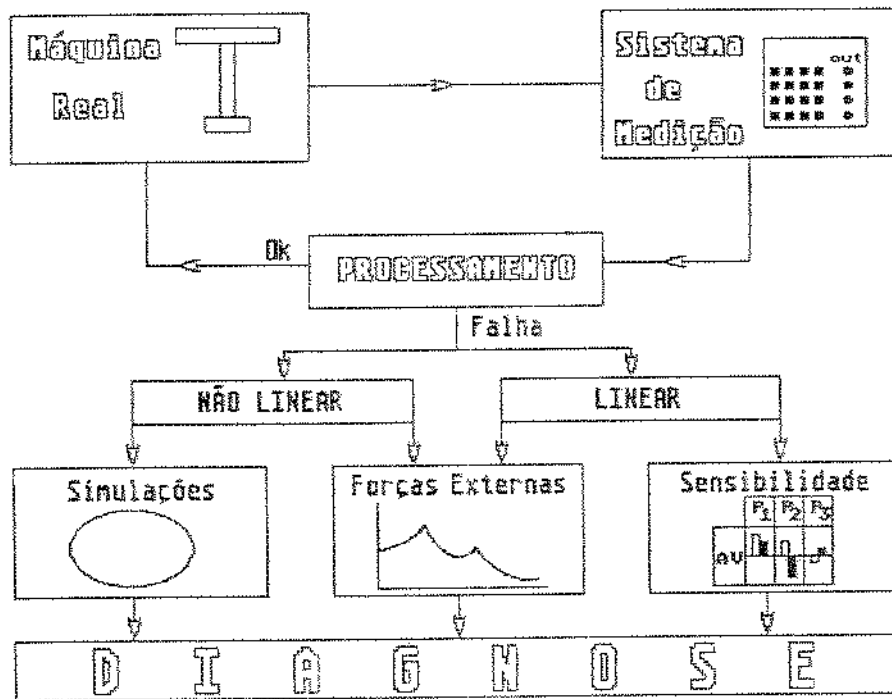 Máquina
Real
Sistema
de
Medição
out
Ok
PROCESSAMENTO
Falha
NÃO LINEAR
LINEAR
Simulações
Forças Externas
Sensibilidade
P1 P2 P3
DIAGNOSE